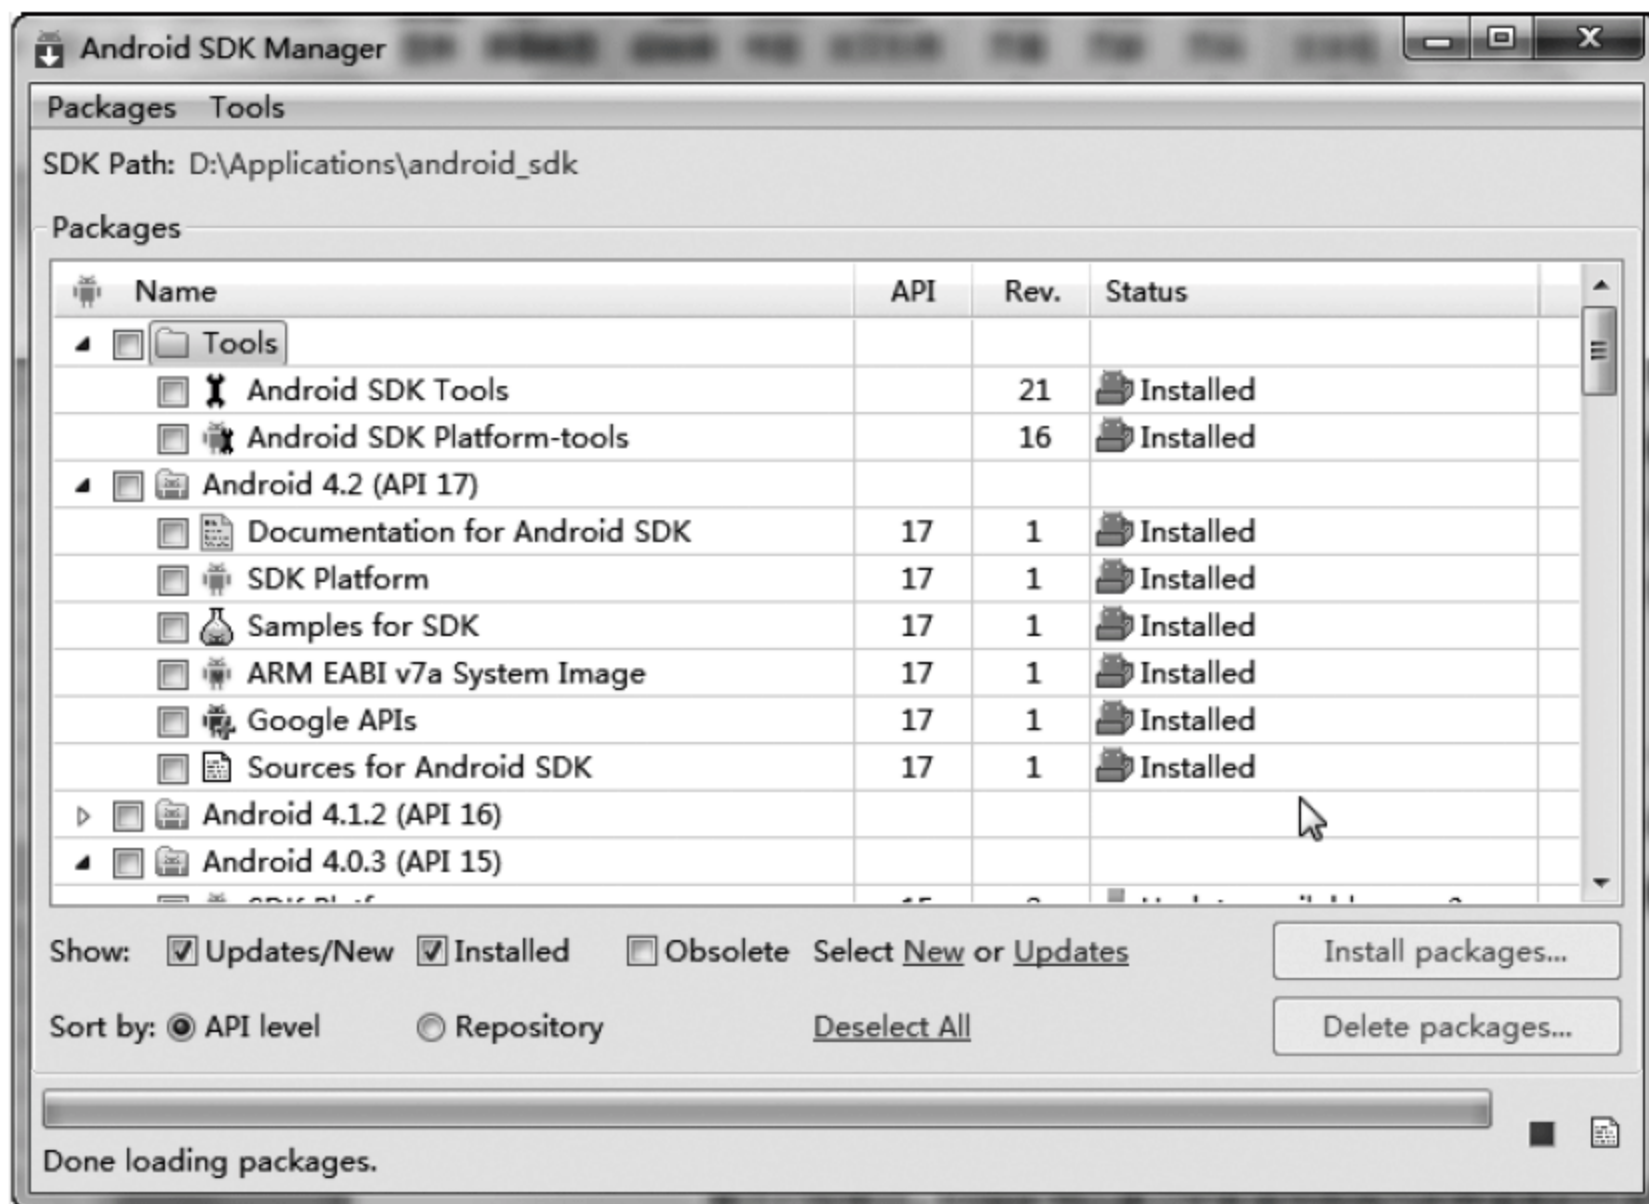 Android SDK Manager
Packages Tools
SDK Path: D:\Applications\android_sdk
Packages
Name API Rev. Status
Tools
Android SDK Tools 21 Installed
Android SDK Platform-tools 16 Installed
Android 4.2 (API 17)
Documentation for Android SDK 17 1 Installed
SDK Platform 17 1 Installed
Samples for SDK 17 1 Installed
ARM EABI v7a System Image 17 1 Installed
Google APIs 17 1 Installed
Sources for Android SDK 17 1 Installed
Android 4.1.2 (API 16)
Android 4.0.3 (API 15)
Show: Updates/New Installed Obsolete Select New or Updates Install packages...
Sort by: API level Repository Deselect All Delete packages...
Done loading packages.